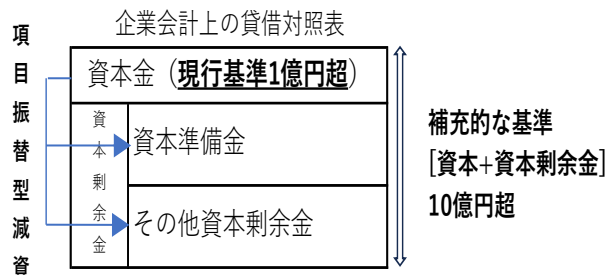 企業会計上の貸借対照表
項目振替型減資
資本金（現行基準1億円超）
資本剰余金
資本準備金
その他資本剰余金
補充的な基準
[資本+資本剰余金]
10億円超